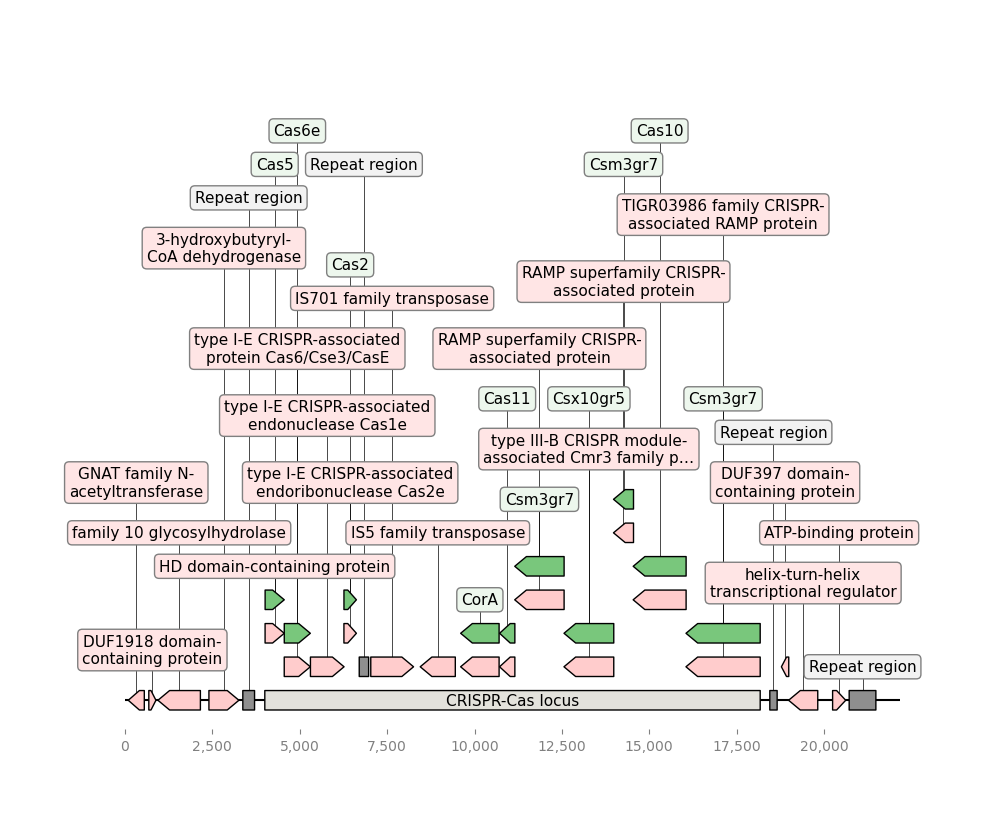 Cas6e
Cas10
Cas5
Repeat region
Csm3gr7
Repeat region
TIGR03986 family CRISPR-
associated RAMP protein
3-hydroxybutyryl-
CoA dehydrogenase
Cas2
RAMP superfamily CRISPR-
associated protein
IS701 family transposase
type I-E CRISPR-associated
protein Cas6/Cse3/CasE
RAMP superfamily CRISPR-
associated protein
Cas11
Csx10gr5
Csm3gr7
type I-E CRISPR-associated
endonuclease Cas1e
Repeat region
type III-B CRISPR module-
associated Cmr3 family p...
GNAT family N-
acetyltransferase
type I-E CRISPR-associated
endoribonuclease Cas2e
DUF397 domain-
containing protein
Csm3gr7
family 10 glycosylhydrolase
IS5 family transposase
ATP-binding protein
HD domain-containing protein
helix-turn-helix
transcriptional regulator
CorA
DUF1918 domain-
containing protein
Repeat region
CRISPR-Cas locus
0 2,500 5,000 7,500 10,000 12,500 15,000 17,500 20,000